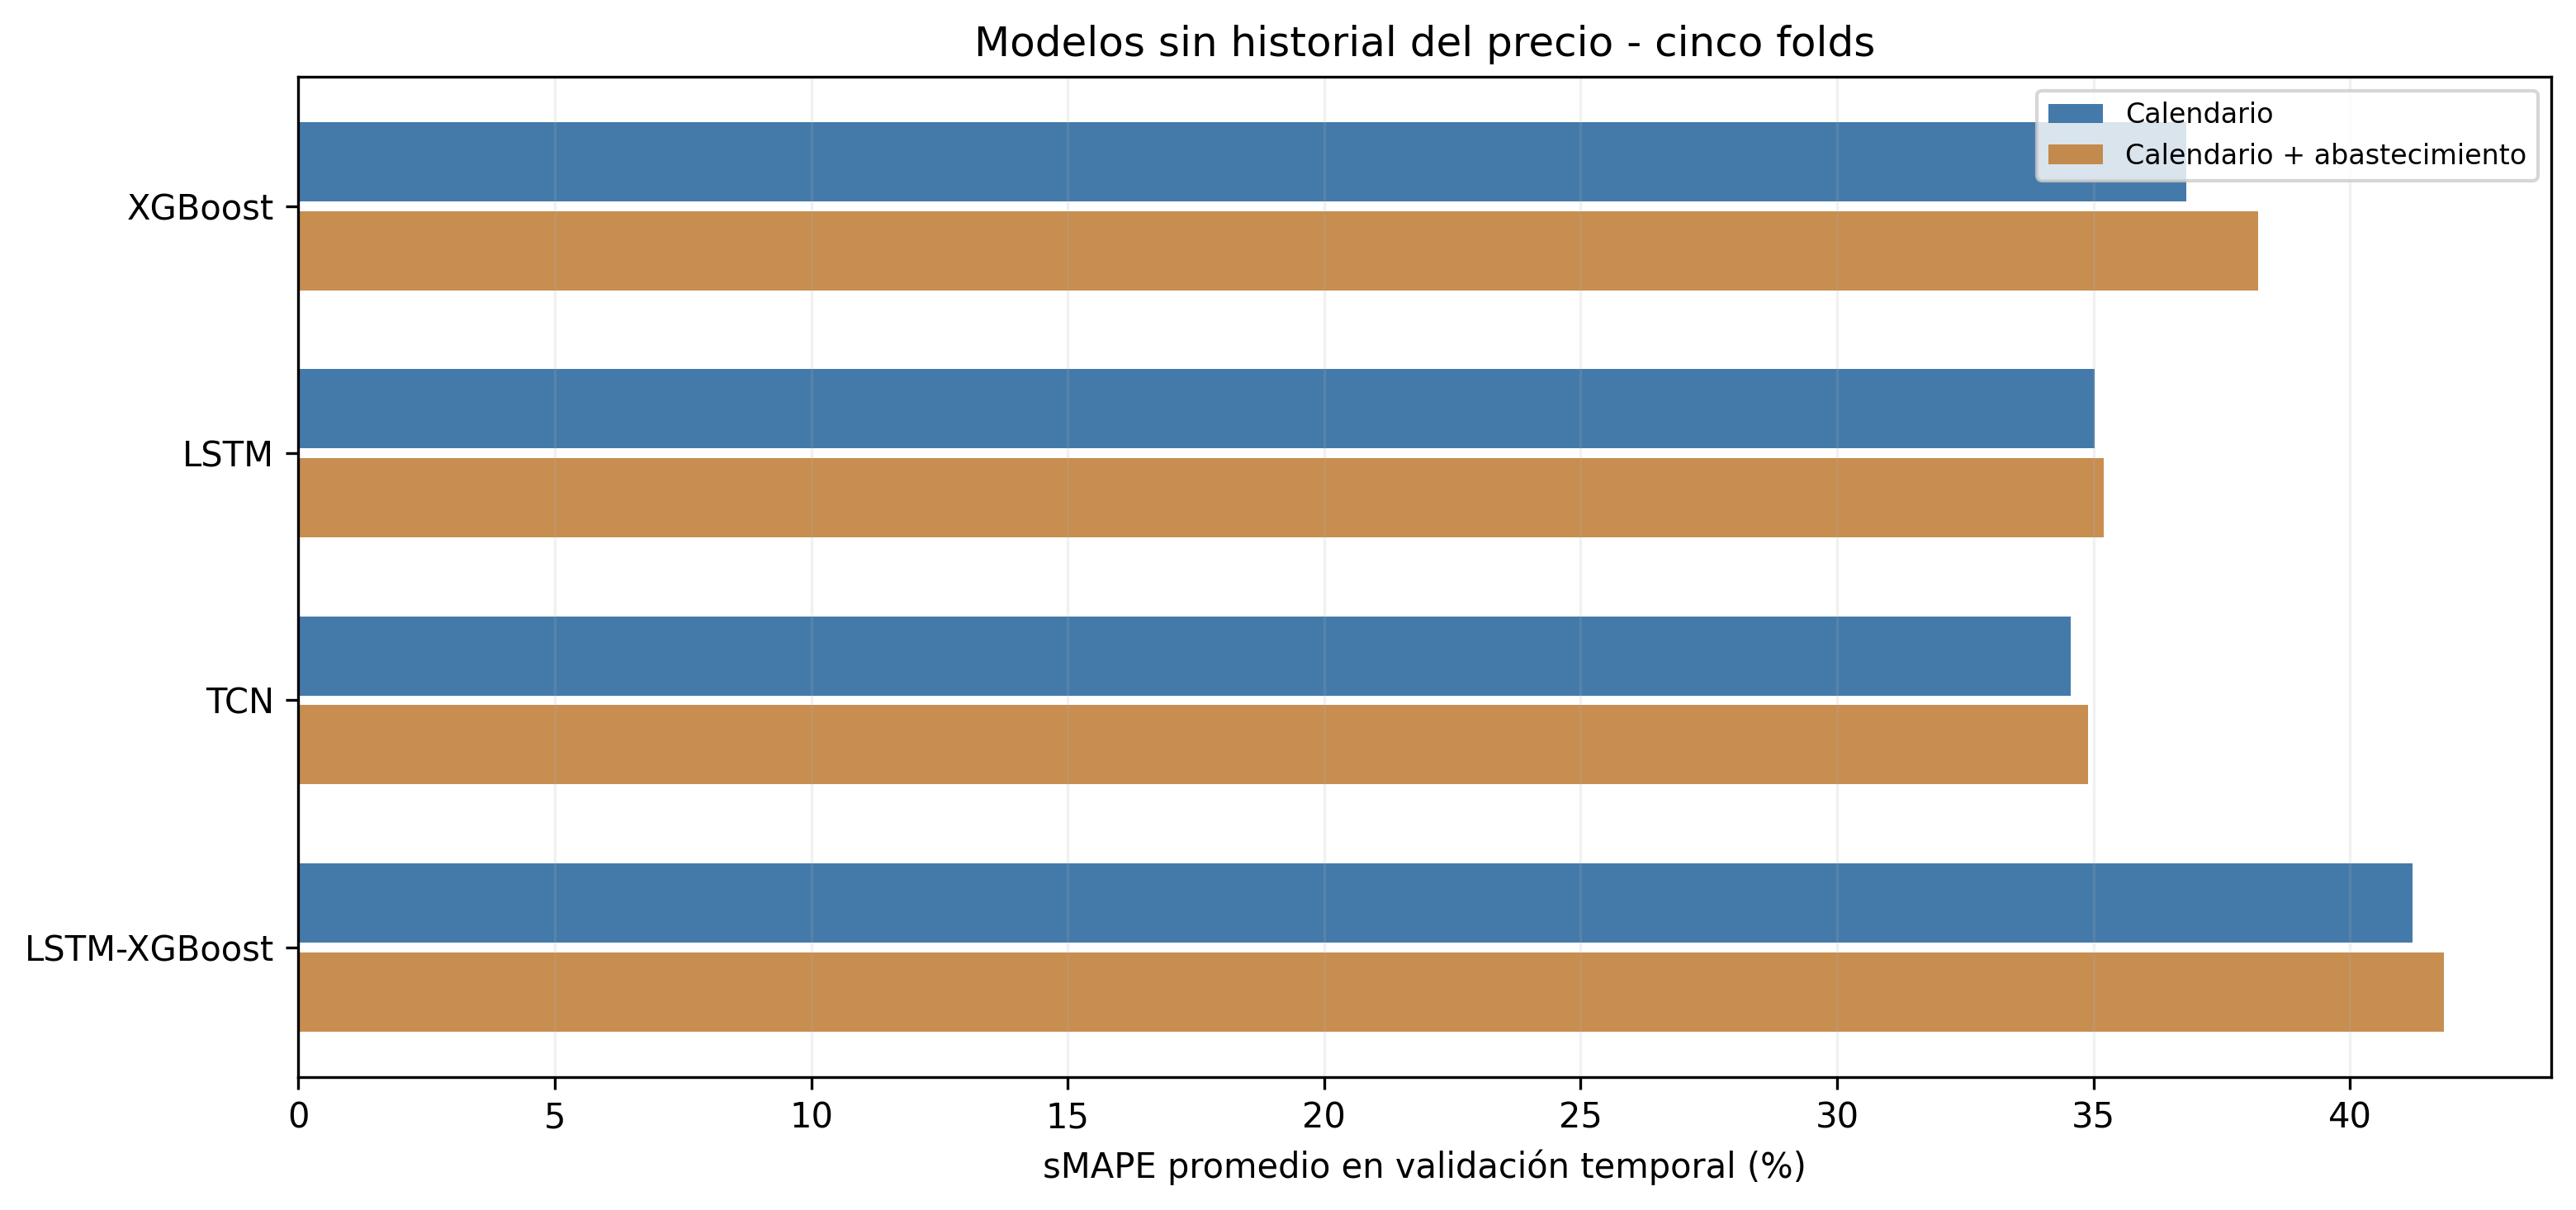 Modelos sin historial del precio - cinco folds
Calendario
Calendario + abastecimiento
XGBoost
LSTM
TCN
LSTM-XGBoost
0 5 10 15 20 25 30 35 40
sMAPE promedio en validación temporal (%)